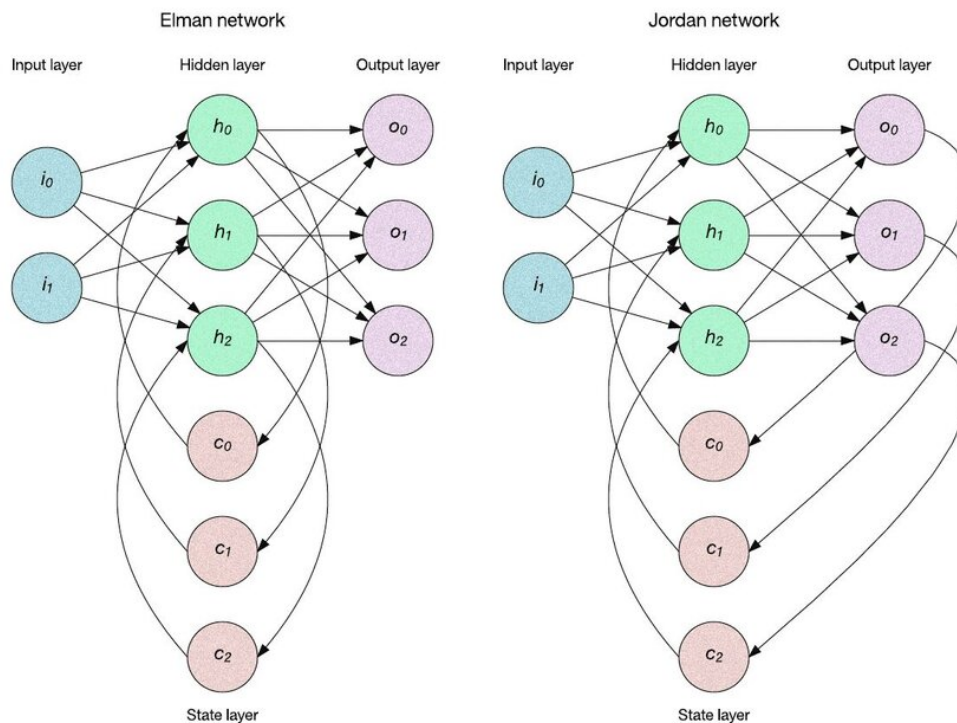 Elman network
Input layer
Hidden layer
Output layer
h0
o0
i0
h1
o1
i1
h2
o2
c0
c1
c2
State layer
Jordan network
Input layer
Hidden layer
Output layer
h0
o0
i0
h1
o1
i1
h2
o2
c0
c1
c2
State layer